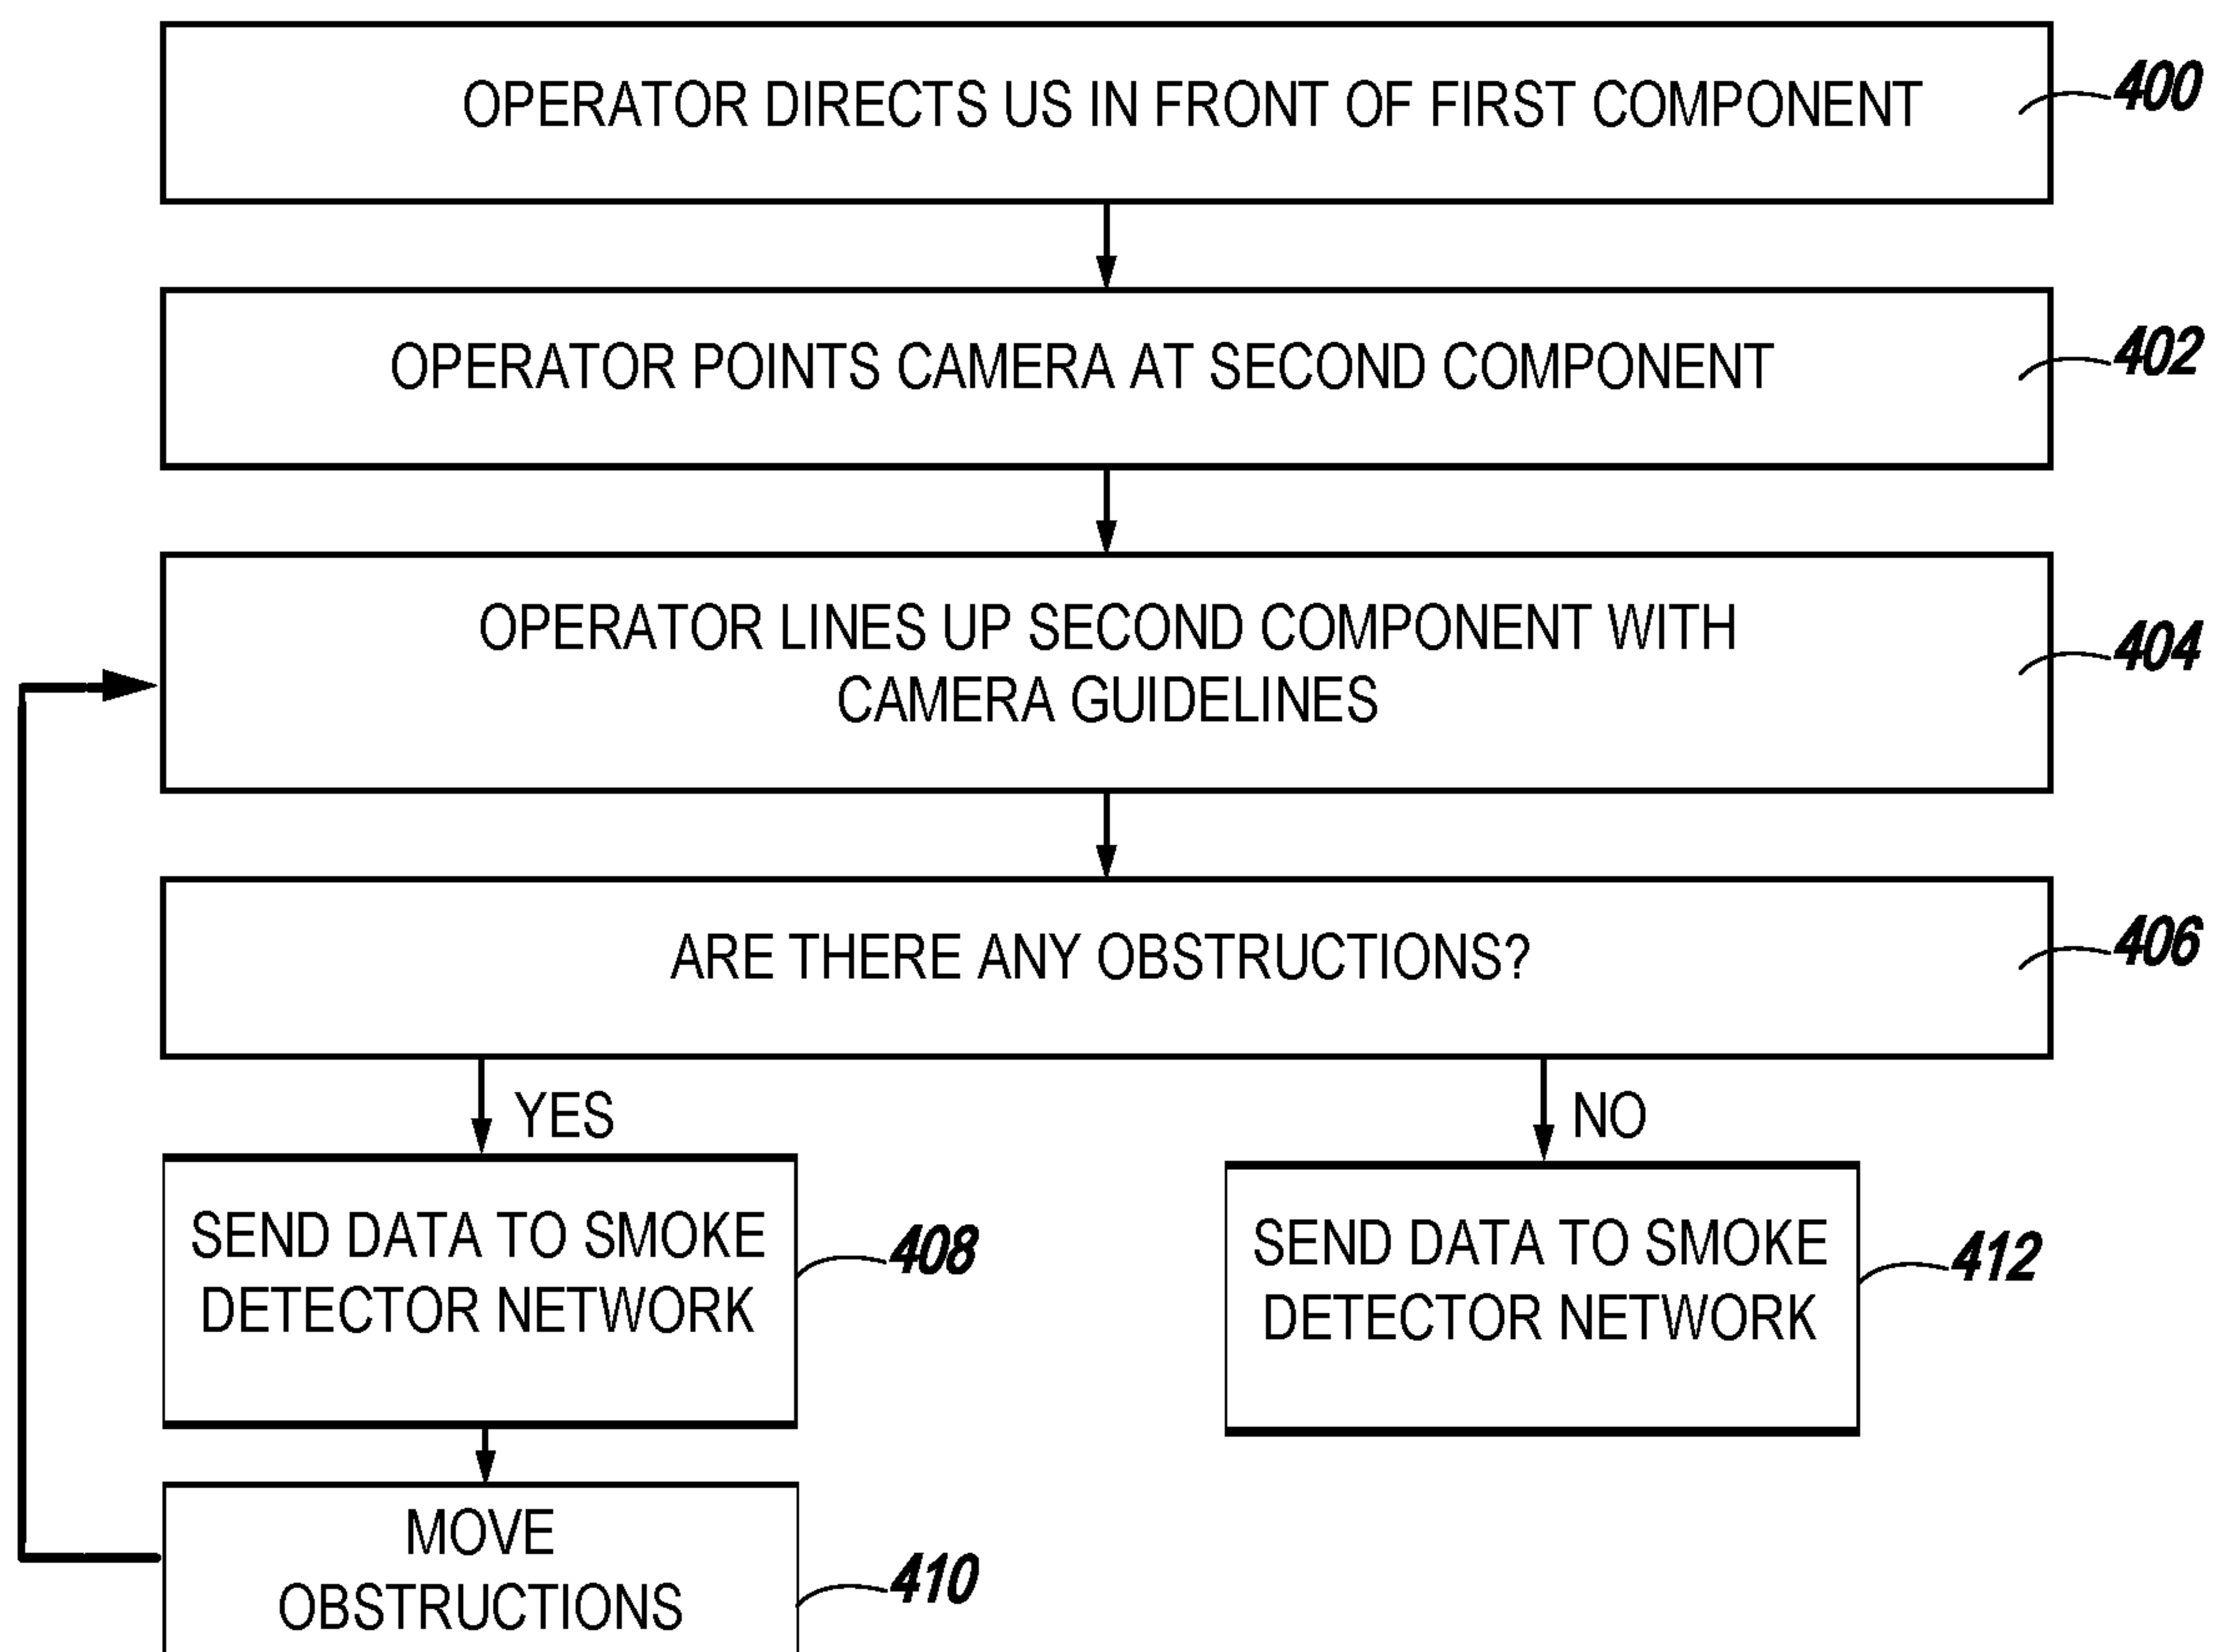 OPERATOR DIRECTS US IN FRONT OF FIRST COMPONENT
400
OPERATOR POINTS CAMERA AT SECOND COMPONENT
402
OPERATOR LINES UP SECOND COMPONENT WITH
CAMERA GUIDELINES
404
ARE THERE ANY OBSTRUCTIONS?
406
YES
NO
SEND DATA TO SMOKE
DETECTOR NETWORK
408
SEND DATA TO SMOKE
DETECTOR NETWORK
412
MOVE
OBSTRUCTIONS
410